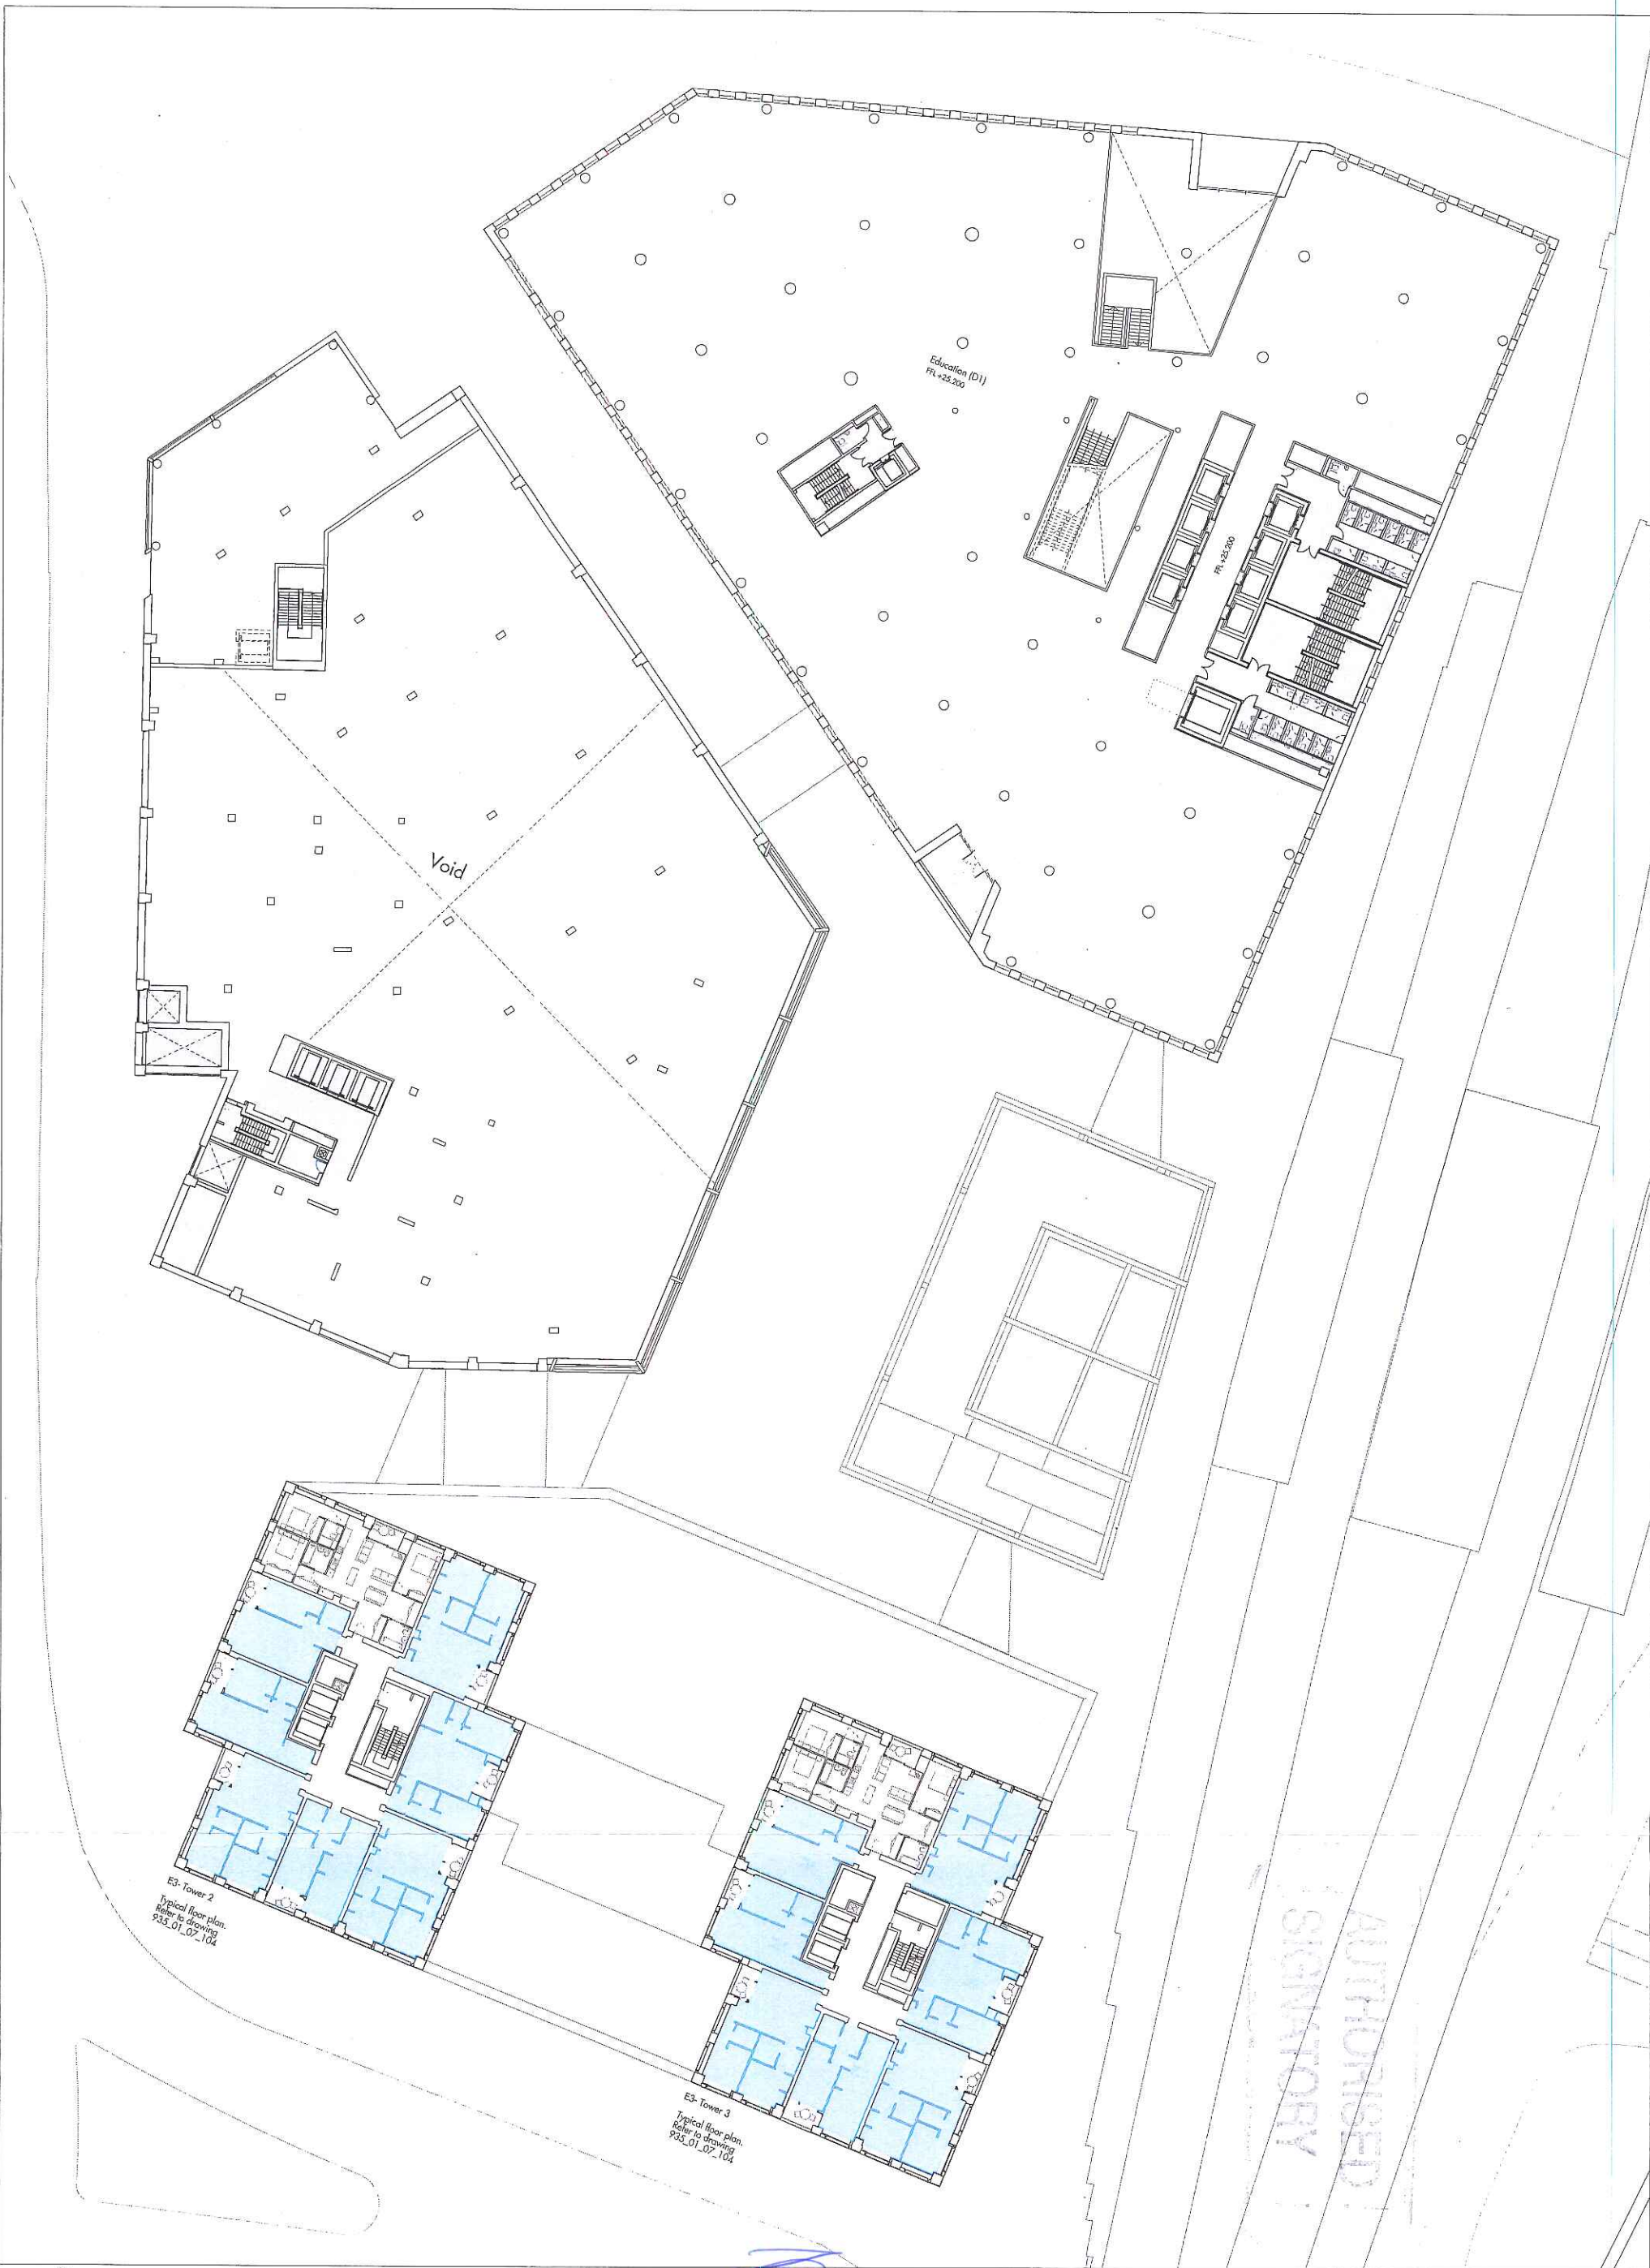 Education (D1)
FFL +25.200
FFL +25.200
Void
E3- Tower 2
Typical floor plan.
Refer to drawing
935_01_07_104
E3- Tower 3
Typical floor plan.
Refer to drawing
935_01_07_104
AUTHORISED
SIGNATORY